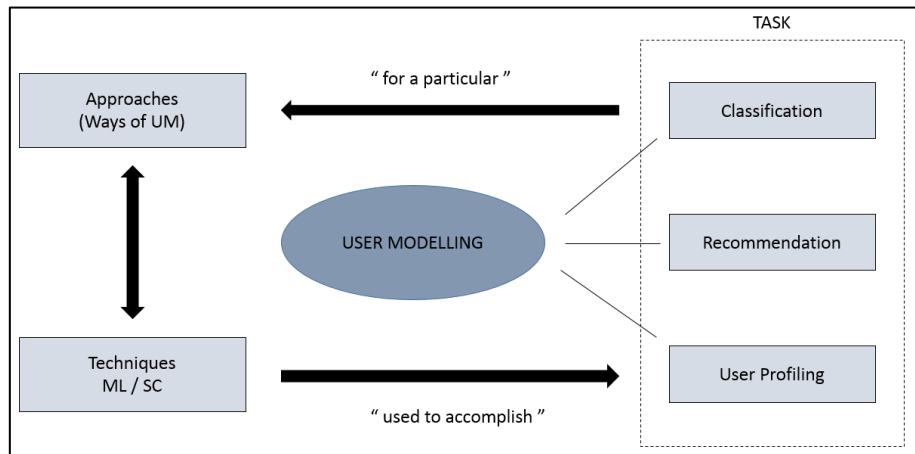 TASK
“ for a particular ”
Approaches
(Ways of UM)
Classification
USER MODELLING
Recommendation
Techniques
ML / SC
User Profiling
“ used to accomplish ”